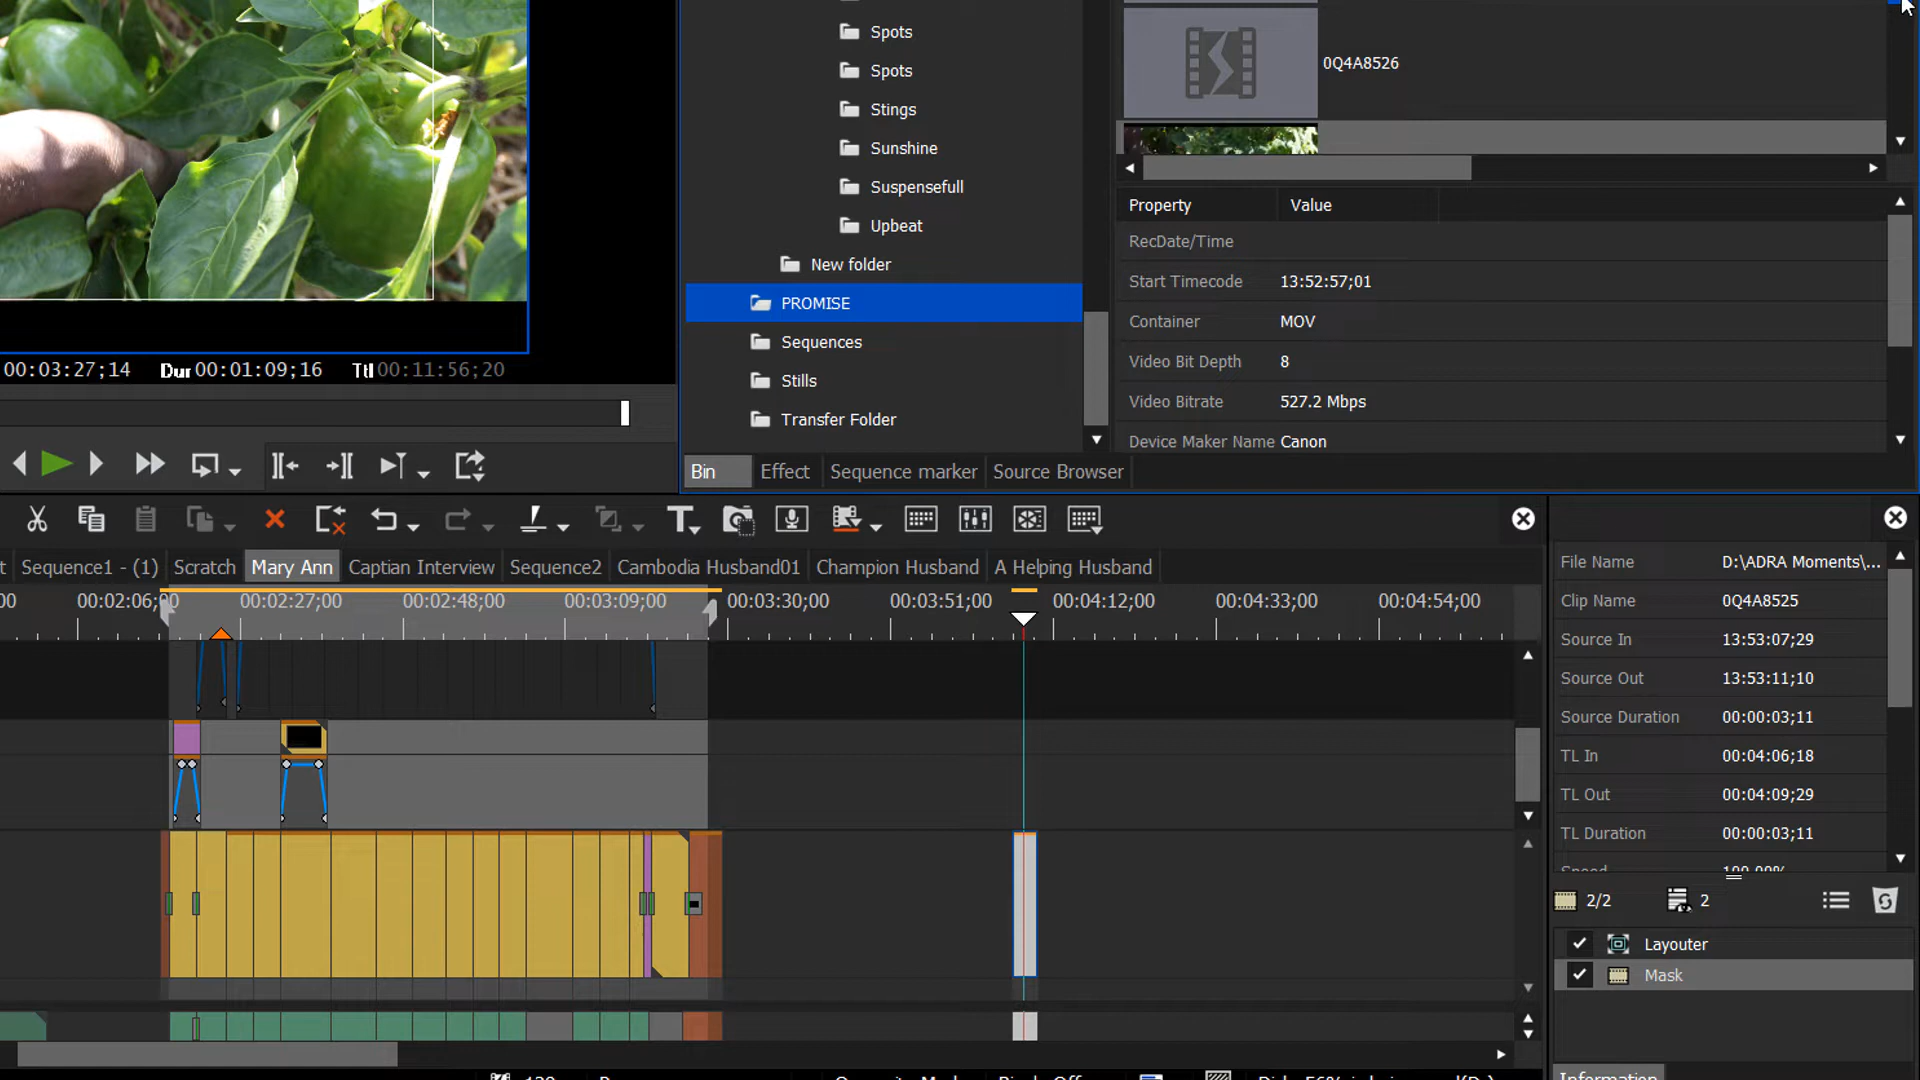 Spots
0Q4A8526
Spots
Stings
Sunshine
Suspensefull
Upbeat
New folder
PROMISE
Sequences
Stills
Transfer Folder
Property Value
RecDate/Time
Start Timecode 13:52:57;01
Container MOV
Video Bit Depth 8
Video Bitrate 527.2 Mbps
Device Maker Name Canon
00:03:27;14 Dur 00:01:09;16 Ttl 00:11:56;20
Bin Effect Sequence marker Source Browser
t Sequence1 - (1) Scratch Mary Ann Captian Interview Sequence2 Cambodia Husband01 Champion Husband A Helping Husband
00 00:02:06;00 00:02:27;00 00:02:48;00 00:03:09;00 00:03:30;00 00:03:51;00 00:04:12;00 00:04:33;00 00:04:54;00
File Name D:\ADRA Moments\...
Clip Name 0Q4A8525
Source In 13:53:07;29
Source Out 13:53:11;10
Source Duration 00:00:03;11
TL In 00:04:06;18
TL Out 00:04:09;29
TL Duration 00:00:03;11
Speed 100.00%
2/2 2
Layouter
Mask
Information